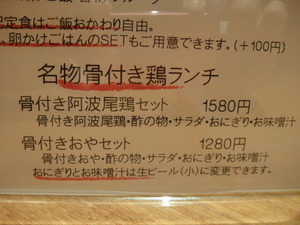 定食はご飯おかわり自由。
、卵かけごはんのSETもご用意できます。(+100円)
名物骨付き鶏ランチ
骨付き阿波尾鶏セット 1580円
骨付き阿波尾鶏・酢の物・サラダ・おにぎり・お味噌汁
骨付きおやセット 1280円
骨付きおや・酢の物・サラダ・おにぎり・お味噌汁
おにぎりとお味噌汁は生ビール(小)に変更できます。